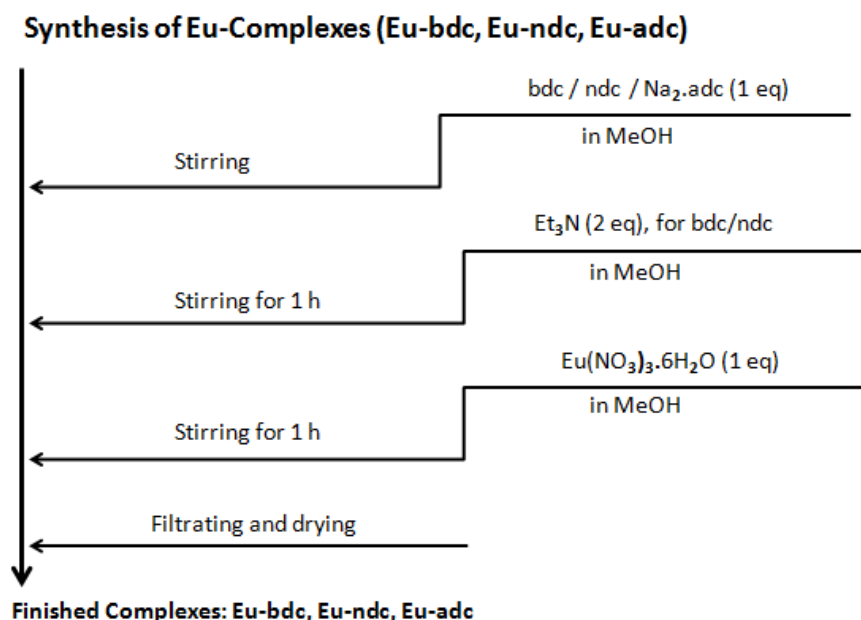 Synthesis of Eu-Complexes (Eu-bdc, Eu-ndc, Eu-adc)
bdc / ndc / Na₂.adc (1 eq)
in MeOH
Stirring
Et₃N (2 eq), for bdc/ndc
in MeOH
Stirring for 1 h
Eu(NO₃)₃.6H₂O (1 eq)
in MeOH
Stirring for 1 h
Filtrating and drying
Finished Complexes: Eu-bdc, Eu-ndc, Eu-adc